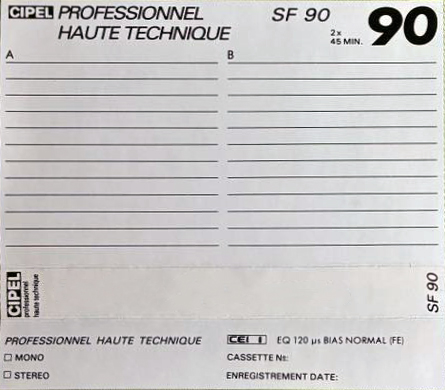 CIPEL PROFESSIONNEL SF 90 2x 90
HAUTE TECHNIQUE 45 MIN.
A B
CIPEL professionnel haute technique SF 90
PROFESSIONNEL HAUTE TECHNIQUE CEI I EQ 120 µs BIAS NORMAL (FE)
MONO CASSETTE No:
STEREO ENREGISTREMENT DATE: